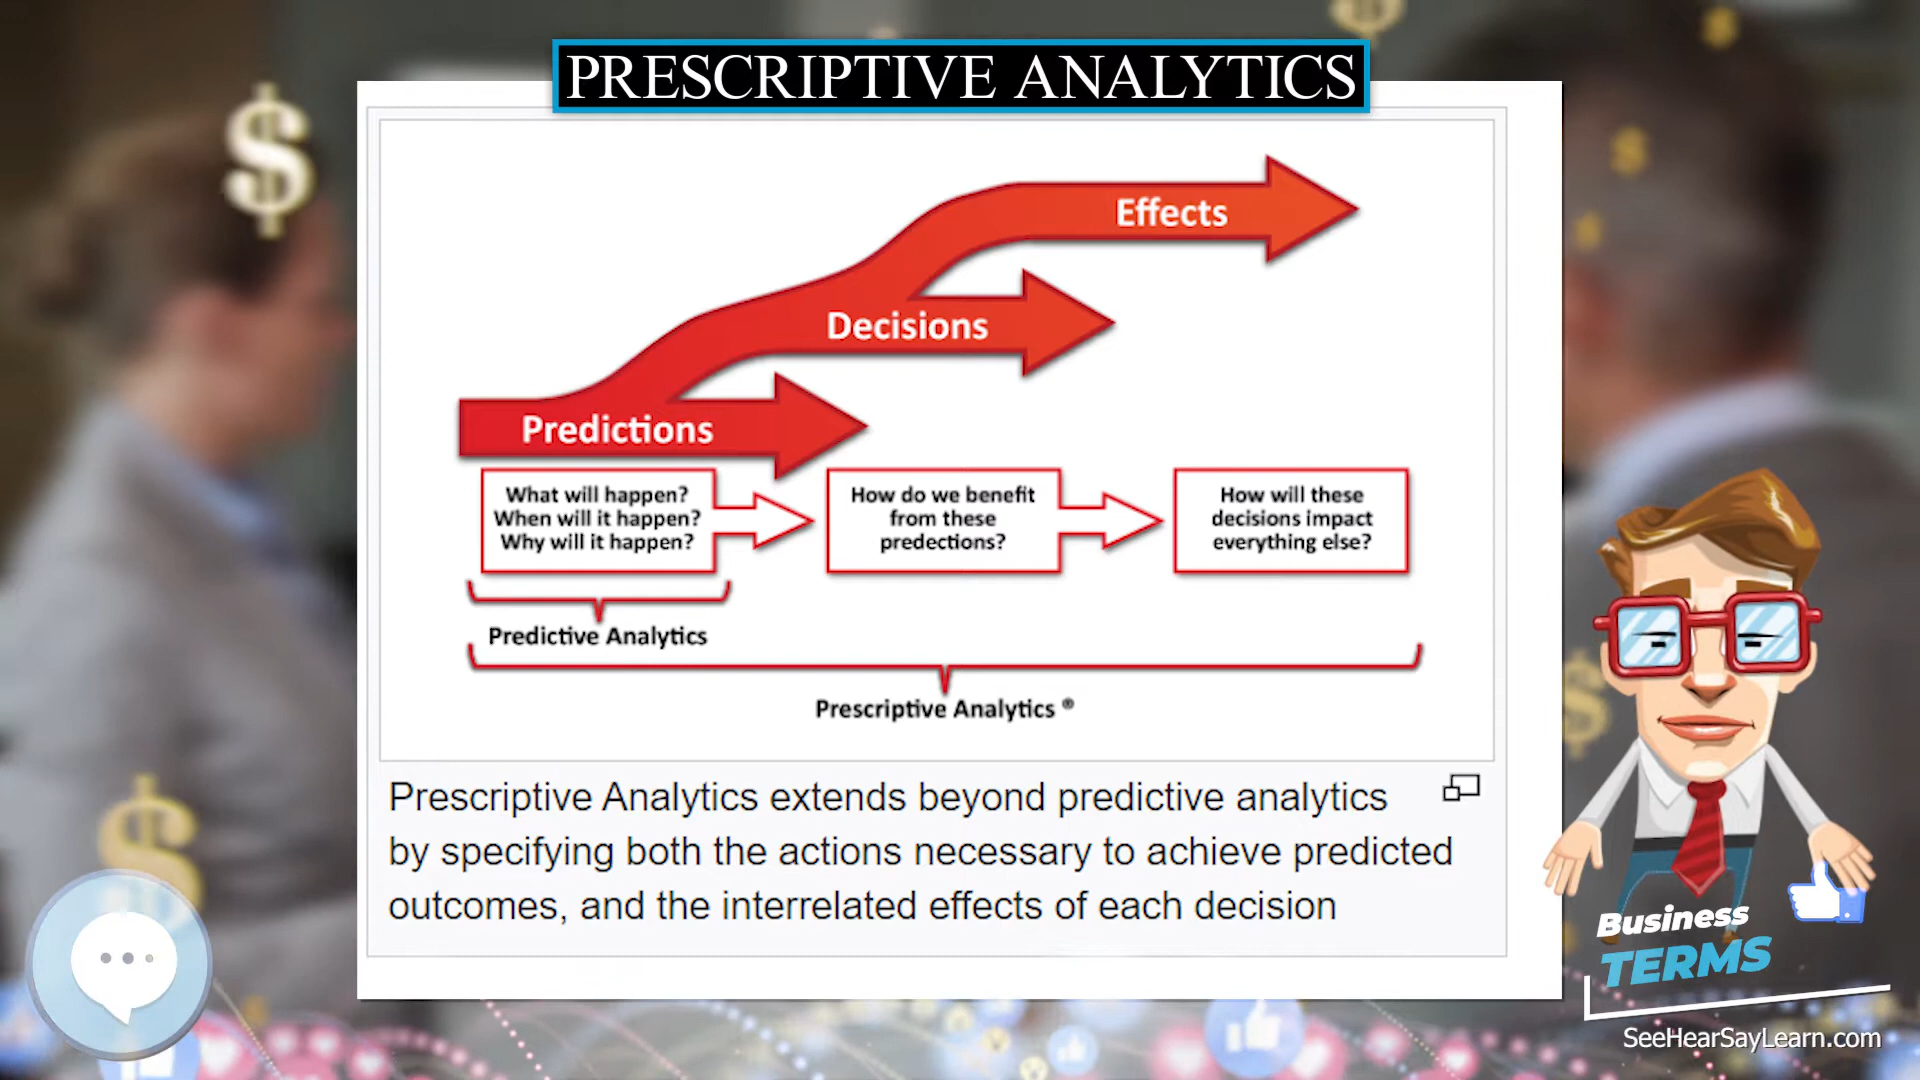 PRESCRIPTIVE ANALYTICS
Effects
Decisions
Predictions
What will happen?
When will it happen?
Why will it happen?
How do we benefit
from these
predections?
How will these
decisions impact
everything else?
Predictive Analytics
Prescriptive Analytics ®
Prescriptive Analytics extends beyond predictive analytics
by specifying both the actions necessary to achieve predicted
outcomes, and the interrelated effects of each decision
Business
TERMS
SeeHearSayLearn.com